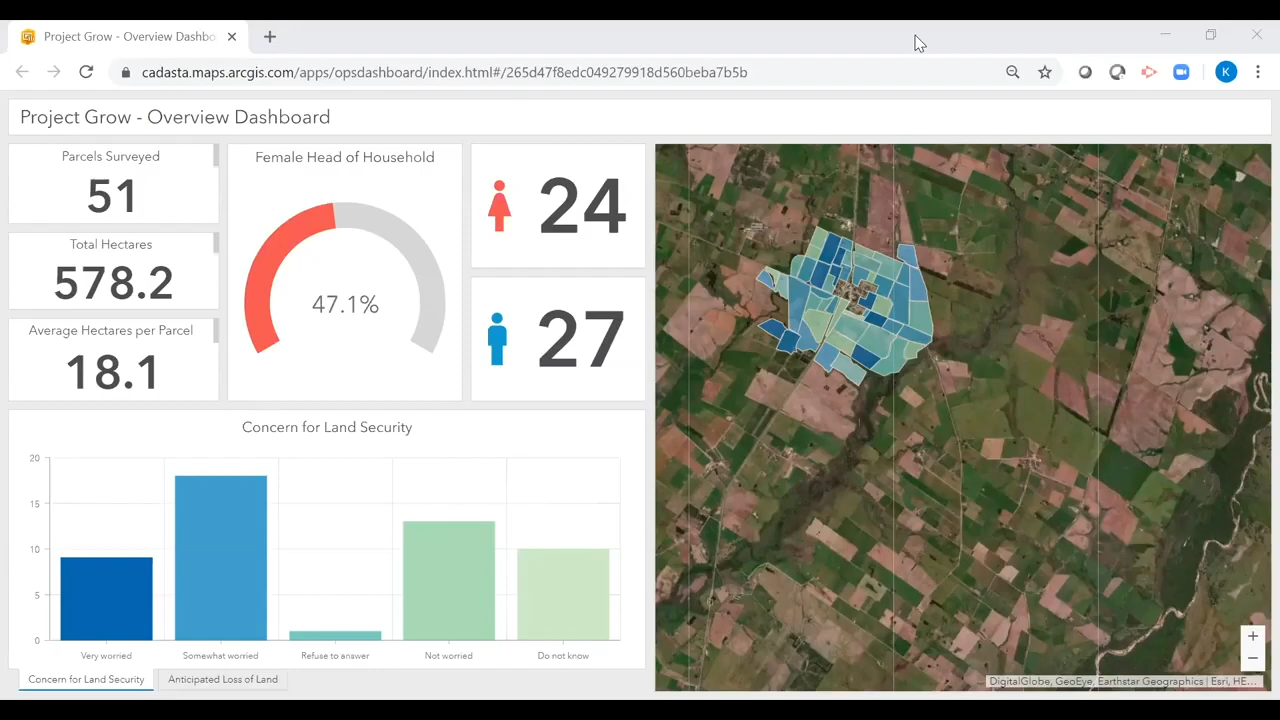 Project Grow - Overview Dashbo
cadasta.maps.arcgis.com/apps/opsdashboard/index.html#/265d47f8edc049279918d560beba7b5b
K
Project Grow - Overview Dashboard
Parcels Surveyed
51
Total Hectares
578.2
Average Hectares per Parcel
18.1
Female Head of Household
47.1%
24
27
Concern for Land Security
20
15
10
5
0
Very worried
Somewhat worried
Refuse to answer
Not worried
Do not know
Concern for Land Security
Anticipated Loss of Land
+
−
DigitalGlobe, GeoEye, Earthstar Geographics | Esri, HE...